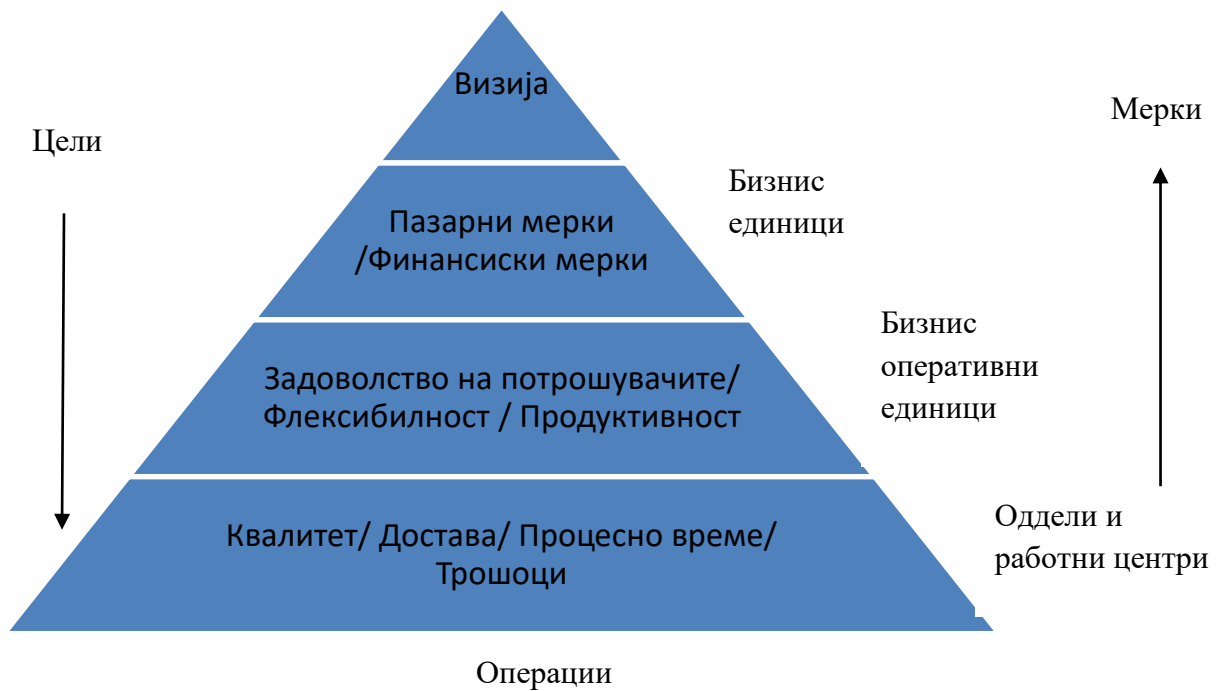 Визија
Мерки
Цели
Бизнис
единици
Пазарни мерки
/Финансиски мерки
Бизнис
оперативни
единици
Задоволство на потрошувачите/
Флексибилност / Продуктивност
Оддели и
работни центри
Квалитет/ Достава/ Процесно време/
Трошоци
Операции